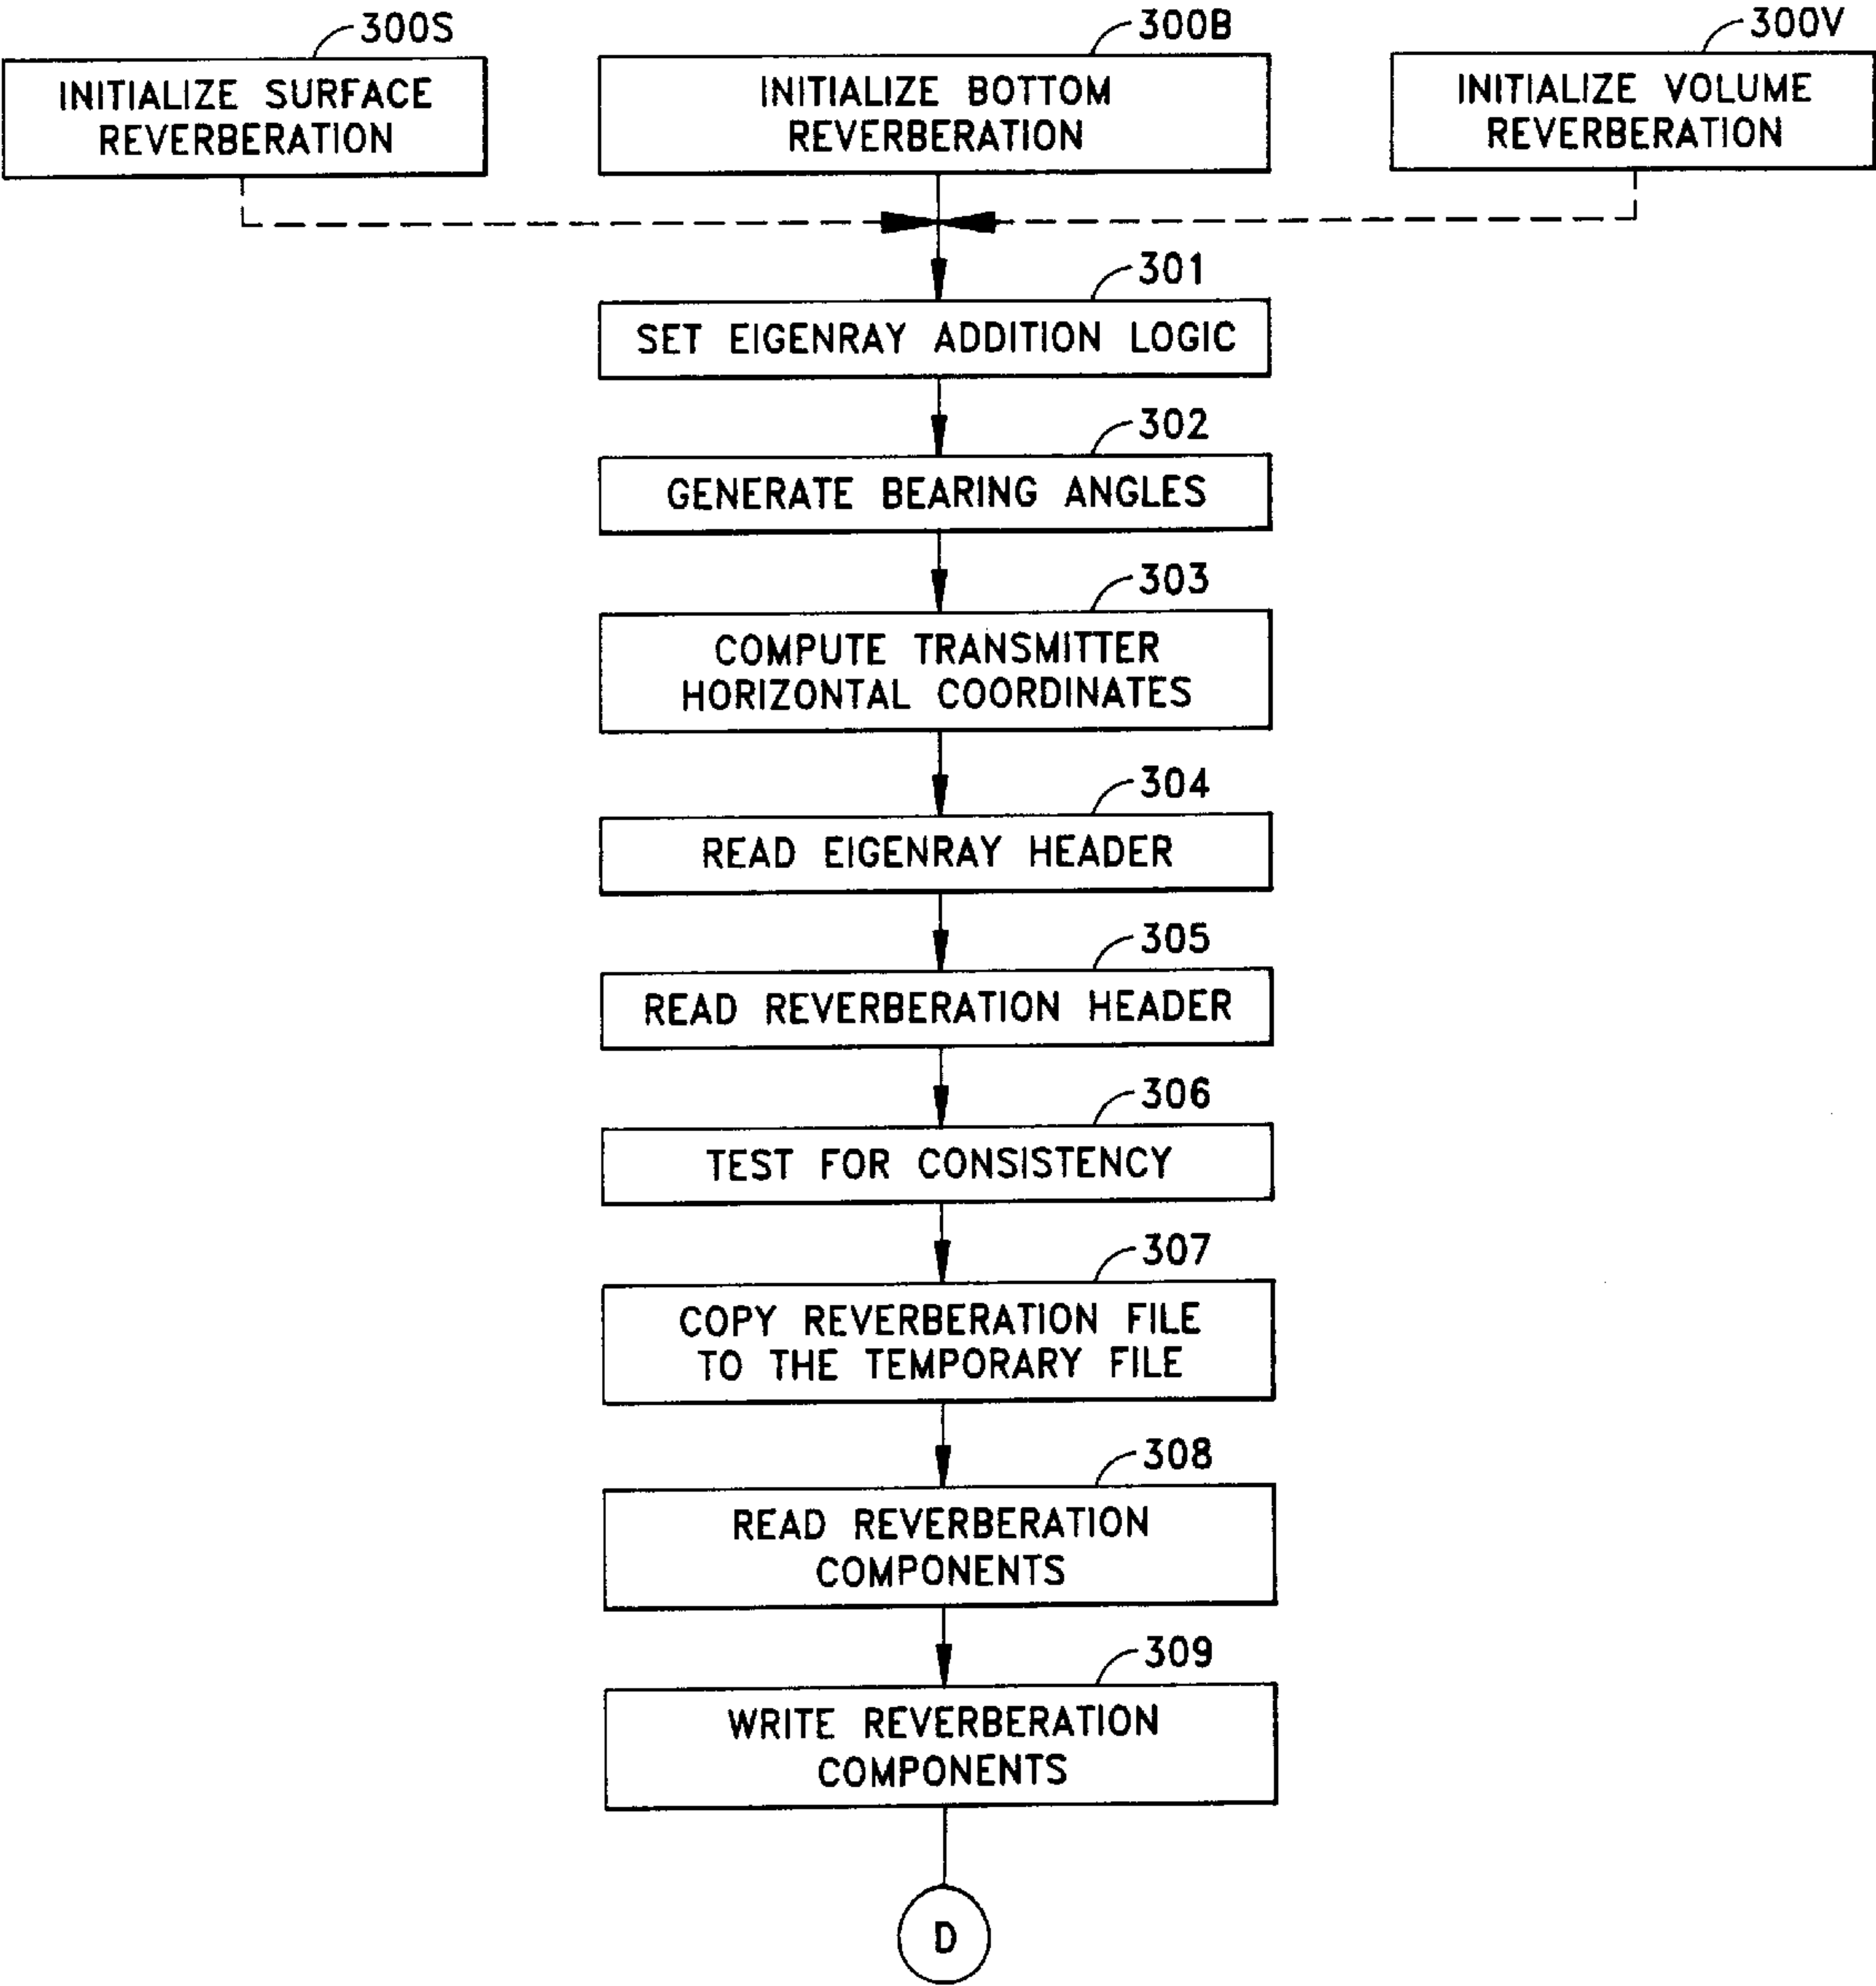 300S
INITIALIZE SURFACE
REVERBERATION
300B
INITIALIZE BOTTOM
REVERBERATION
300V
INITIALIZE VOLUME
REVERBERATION
301
SET EIGENRAY ADDITION LOGIC
302
GENERATE BEARING ANGLES
303
COMPUTE TRANSMITTER
HORIZONTAL COORDINATES
304
READ EIGENRAY HEADER
305
READ REVERBERATION HEADER
306
TEST FOR CONSISTENCY
307
COPY REVERBERATION FILE
TO THE TEMPORARY FILE
308
READ REVERBERATION
COMPONENTS
309
WRITE REVERBERATION
COMPONENTS
D